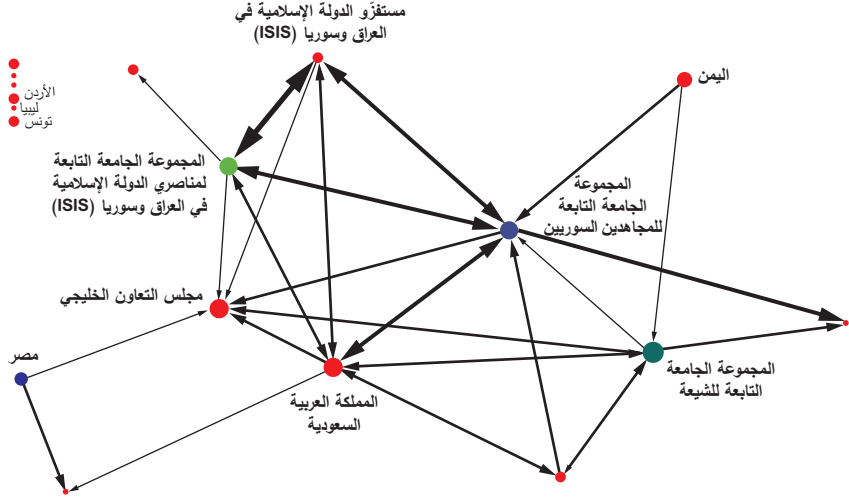 مستفزّو الدولة الإسلامية في
العراق وسوريا (ISIS)
اليمن
الأردن
ليبيا
تونس
المجموعة الجامعة التابعة
لمناصري الدولة الإسلامية
في العراق وسوريا (ISIS)
المجموعة
الجامعة التابعة
للمجاهدين السوريين
مجلس التعاون الخليجي
مصر
المجموعة الجامعة
التابعة للشيعة
المملكة العربية
السعودية